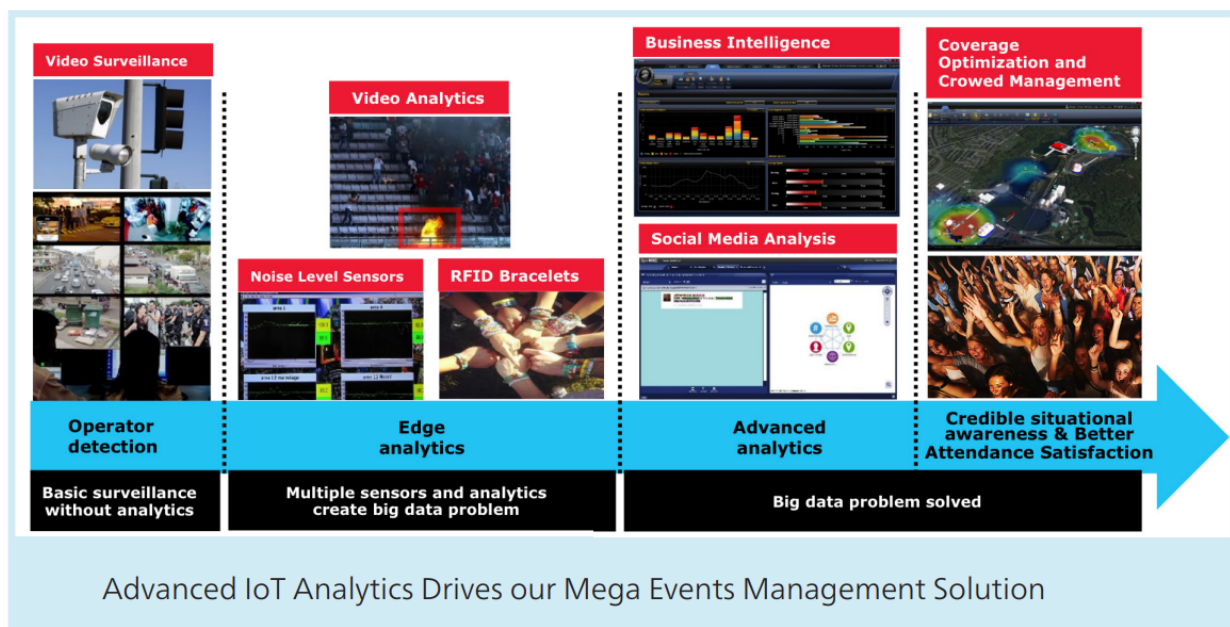 Video Surveillance
Video Analytics
Noise Level Sensors
RFID Bracelets
Business Intelligence
Social Media Analysis
Coverage
Optimization and
Crowed Management
Operator
detection
Edge
analytics
Advanced
analytics
Credible situational
awareness & Better
Attendance Satisfaction
Basic surveillance
without analytics
Multiple sensors and analytics
create big data problem
Big data problem solved
Advanced IoT Analytics Drives our Mega Events Management Solution